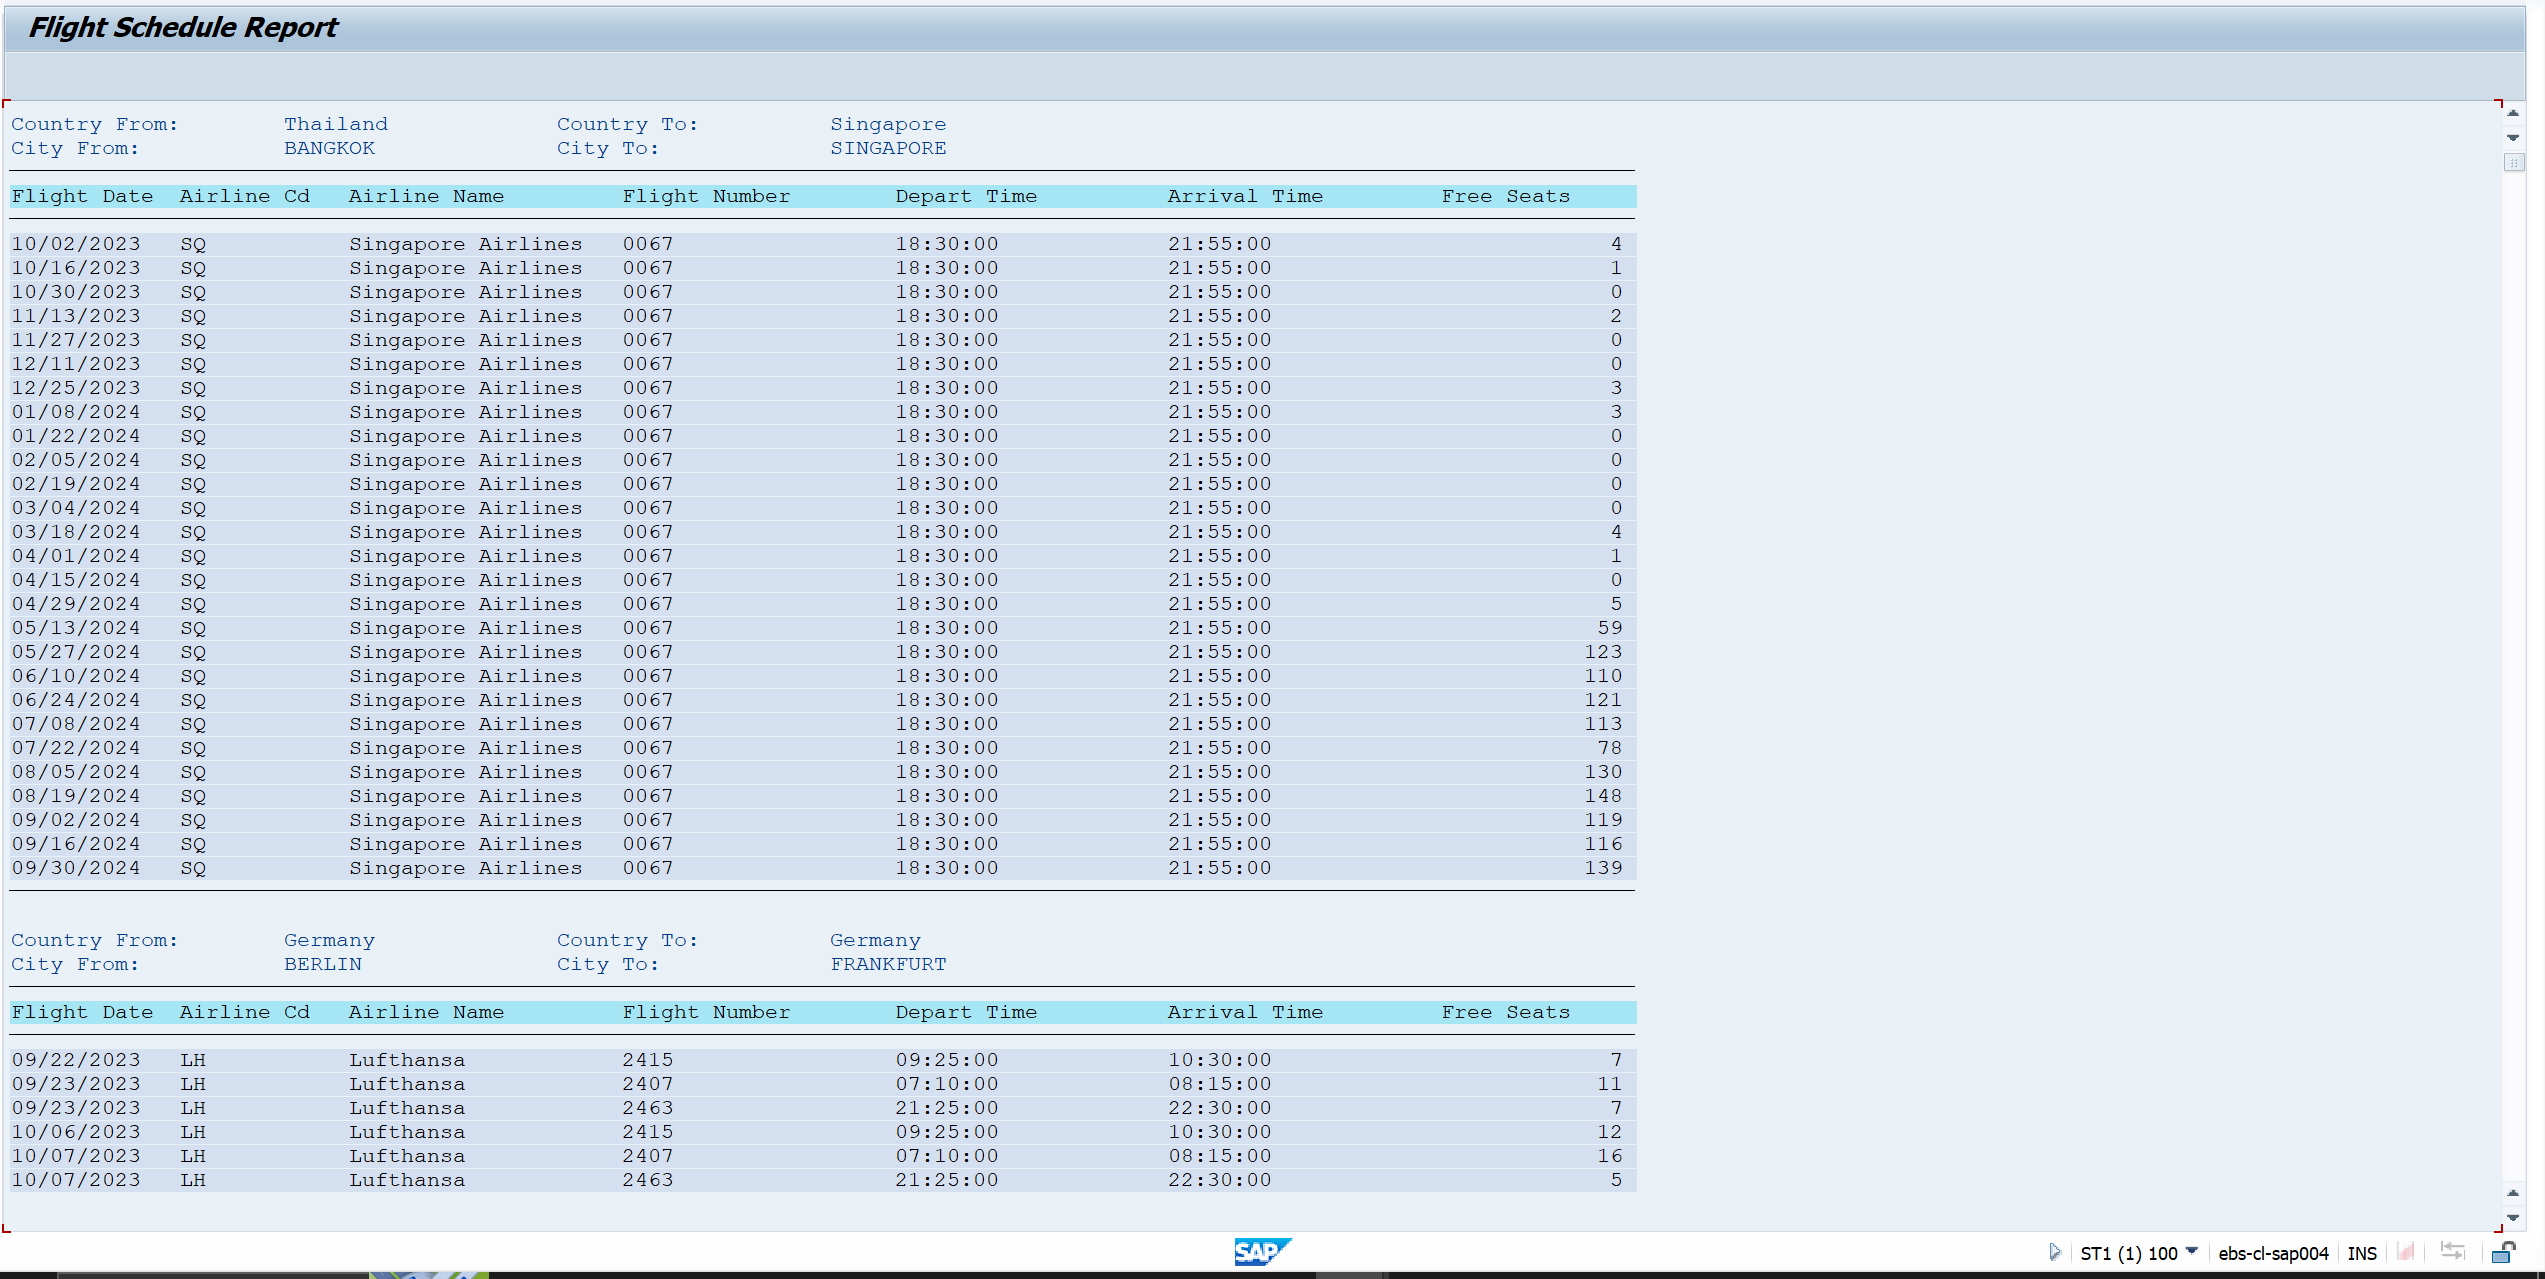 Flight Schedule Report
Country From: Thailand Country To: Singapore
City From: BANGKOK City To: SINGAPORE
Flight Date Airline Cd Airline Name Flight Number Depart Time Arrival Time Free Seats
10/02/2023 SQ Singapore Airlines 0067 18:30:00 21:55:00 4
10/16/2023 SQ Singapore Airlines 0067 18:30:00 21:55:00 1
10/30/2023 SQ Singapore Airlines 0067 18:30:00 21:55:00 0
11/13/2023 SQ Singapore Airlines 0067 18:30:00 21:55:00 2
11/27/2023 SQ Singapore Airlines 0067 18:30:00 21:55:00 0
12/11/2023 SQ Singapore Airlines 0067 18:30:00 21:55:00 0
12/25/2023 SQ Singapore Airlines 0067 18:30:00 21:55:00 3
01/08/2024 SQ Singapore Airlines 0067 18:30:00 21:55:00 3
01/22/2024 SQ Singapore Airlines 0067 18:30:00 21:55:00 0
02/05/2024 SQ Singapore Airlines 0067 18:30:00 21:55:00 0
02/19/2024 SQ Singapore Airlines 0067 18:30:00 21:55:00 0
03/04/2024 SQ Singapore Airlines 0067 18:30:00 21:55:00 0
03/18/2024 SQ Singapore Airlines 0067 18:30:00 21:55:00 4
04/01/2024 SQ Singapore Airlines 0067 18:30:00 21:55:00 1
04/15/2024 SQ Singapore Airlines 0067 18:30:00 21:55:00 0
04/29/2024 SQ Singapore Airlines 0067 18:30:00 21:55:00 5
05/13/2024 SQ Singapore Airlines 0067 18:30:00 21:55:00 59
05/27/2024 SQ Singapore Airlines 0067 18:30:00 21:55:00 123
06/10/2024 SQ Singapore Airlines 0067 18:30:00 21:55:00 110
06/24/2024 SQ Singapore Airlines 0067 18:30:00 21:55:00 121
07/08/2024 SQ Singapore Airlines 0067 18:30:00 21:55:00 113
07/22/2024 SQ Singapore Airlines 0067 18:30:00 21:55:00 78
08/05/2024 SQ Singapore Airlines 0067 18:30:00 21:55:00 130
08/19/2024 SQ Singapore Airlines 0067 18:30:00 21:55:00 148
09/02/2024 SQ Singapore Airlines 0067 18:30:00 21:55:00 119
09/16/2024 SQ Singapore Airlines 0067 18:30:00 21:55:00 116
09/30/2024 SQ Singapore Airlines 0067 18:30:00 21:55:00 139
Country From: Germany Country To: Germany
City From: BERLIN City To: FRANKFURT
Flight Date Airline Cd Airline Name Flight Number Depart Time Arrival Time Free Seats
09/22/2023 LH Lufthansa 2415 09:25:00 10:30:00 7
09/23/2023 LH Lufthansa 2407 07:10:00 08:15:00 11
09/23/2023 LH Lufthansa 2463 21:25:00 22:30:00 7
10/06/2023 LH Lufthansa 2415 09:25:00 10:30:00 12
10/07/2023 LH Lufthansa 2407 07:10:00 08:15:00 16
10/07/2023 LH Lufthansa 2463 21:25:00 22:30:00 5
SAP ST1 (1) 100 ebs-cl-sap004 INS